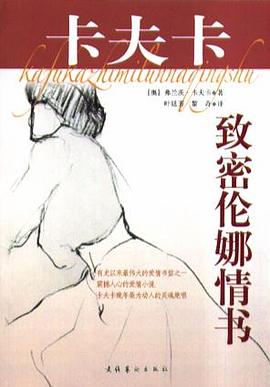 卡夫卡
kafukazhimilunnaqingshu
[奥] 弗兰茨·卡夫卡 著
叶廷芳 黎奇 译
致密伦娜情书
有史以来最伟大的爱情书简之一
震撼人心的爱情小说
卡夫卡晚年最为动人的灵魂绝唱
文化艺术出版社